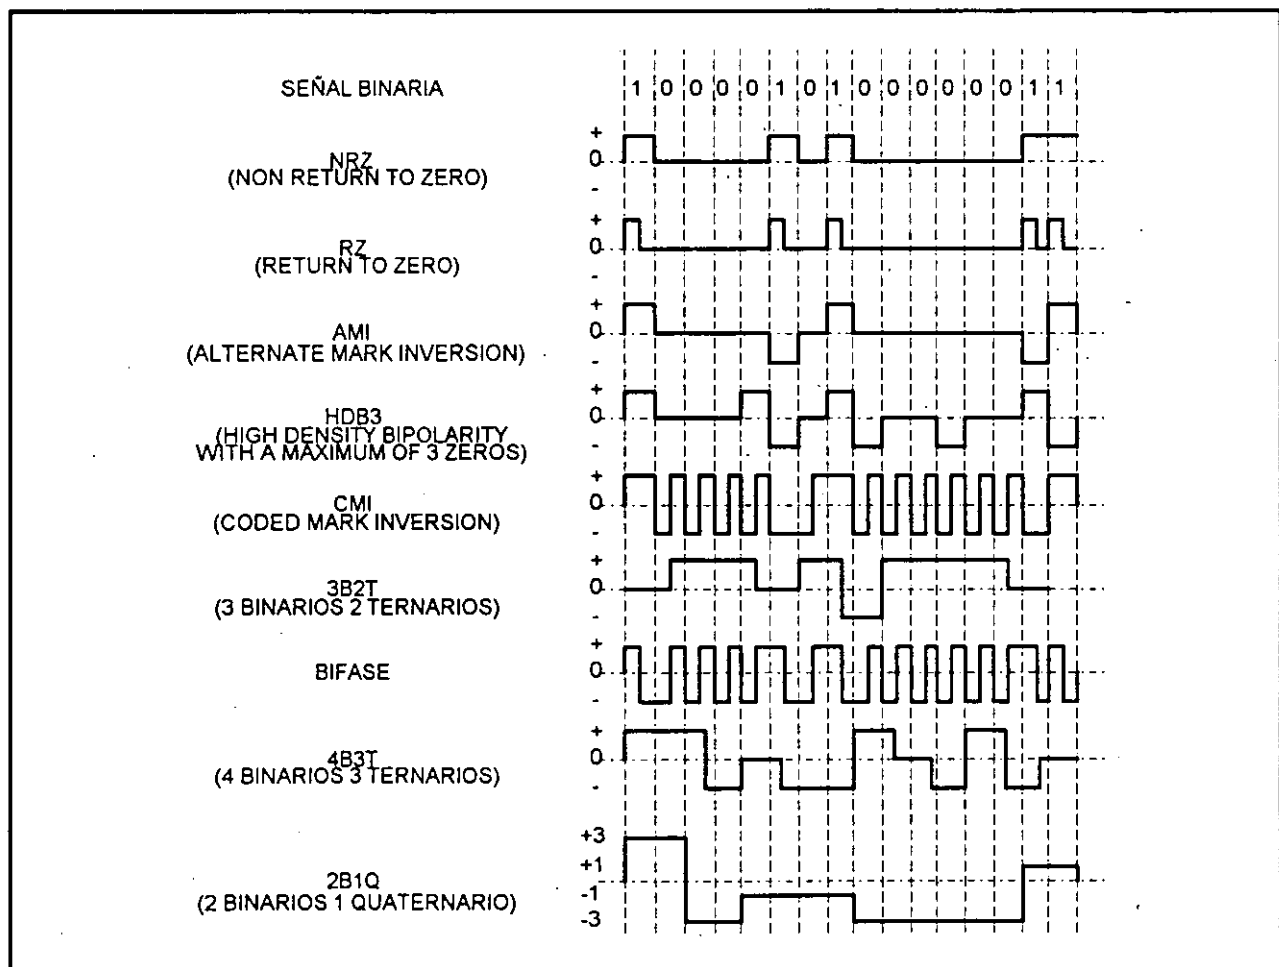 SEÑAL BINARIA
1 0 0 0 0 1 0 1 0 0 0 0 0 0 1 1
NRZ
(NON RETURN TO ZERO)
+
0
-
RZ
(RETURN TO ZERO)
+
0
-
AMI
(ALTERNATE MARK INVERSION)
+
0
-
HDB3
(HIGH DENSITY BIPOLARITY
WITH A MAXIMUM OF 3 ZEROS)
+
0
-
CMI
(CODED MARK INVERSION)
+
0
-
3B2T
(3 BINARIOS 2 TERNARIOS)
+
0
-
BIFASE
+
0
-
4B3T
(4 BINARIOS 3 TERNARIOS)
+
0
-
2B1Q
(2 BINARIOS 1 QUATERNARIO)
+3
+1
-1
-3